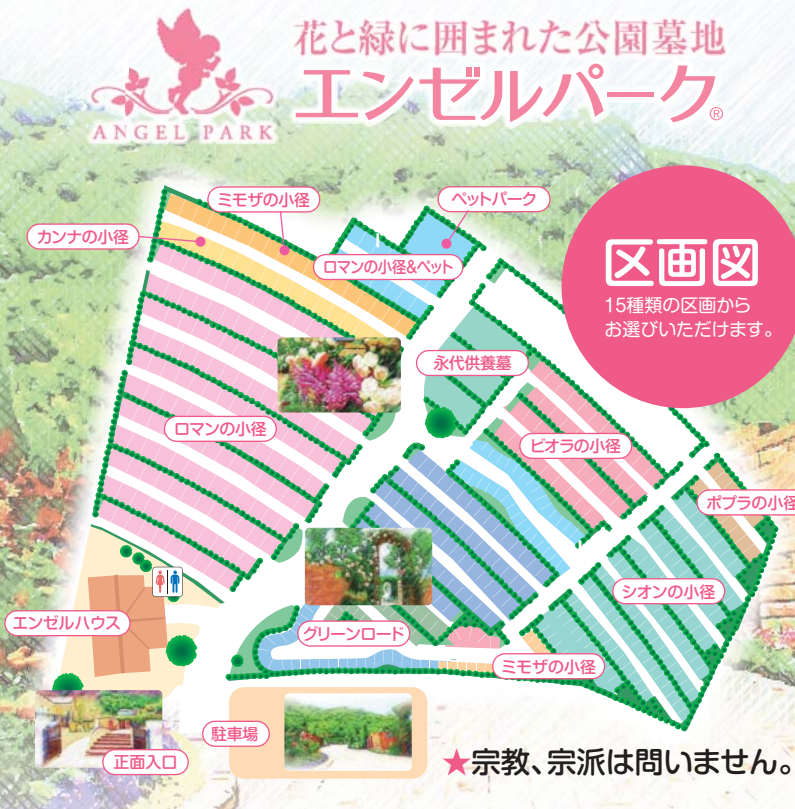 花と緑に囲まれた公園墓地
エンゼルパーク®
ANGEL PARK
区画図
15種類の区画から
お選びいただけます。
ミモザの小径
ペットパーク
カンナの小径
ロマンの小径&ペット
永代供養墓
ロマンの小径
ビオラの小径
ポプラの小径
シオンの小径
エンゼルハウス
グリーンロード
ミモザの小径
駐車場
正面入口
★宗教、宗派は問いません。